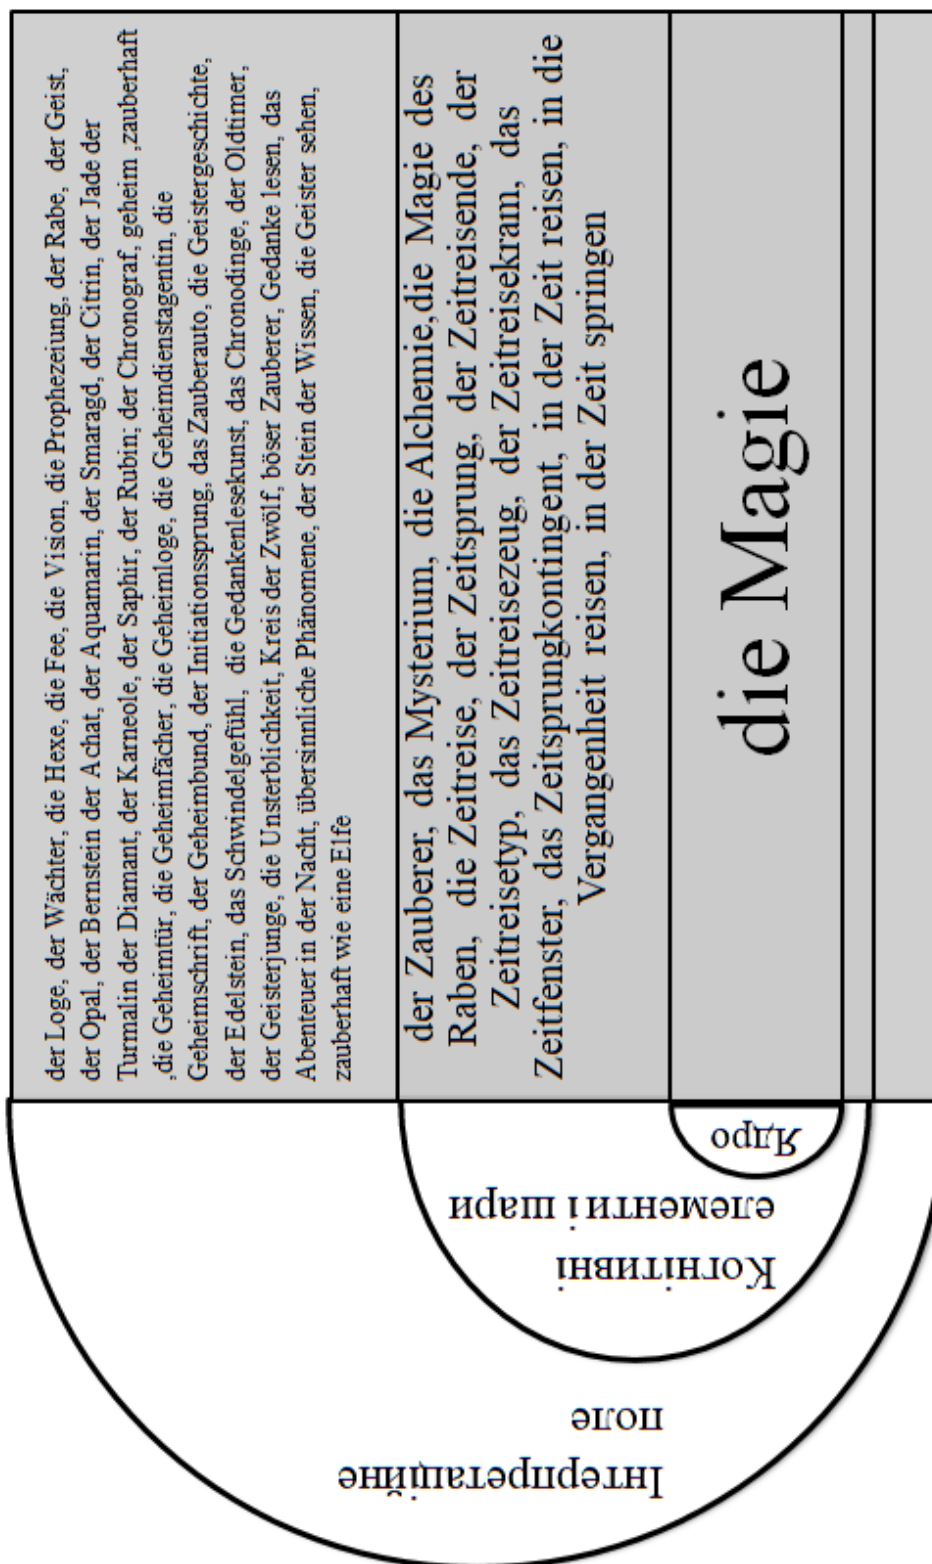 der Loge, der Wächter, die Hexe, die Fee, die Vision, die Prophezeiung, der Rabe, der Geist,
der Opal, der Bernstein der Achat, der Aquamarin, der Smaragd, der Citrin, der Jade der
Turmalin der Diamant, der Karneole, der Saphir, der Rubin; der Chronograf, geheim ,zauberhaft
,die Geheimtür, die Geheimfächer, die Geheimloge, die Geheimdienstagentin, die
Geheimschrift, der Geheimbund, der Initiationssprung, das Zauberauto, die Geistergeschichte,
der Edelstein, das Schwindelgefühl, die Gedankenlesekunst, das Chronodinge, der Oldtimer,
der Geisterjunge, die Unsterblichkeit, Kreis der Zwölf, böser Zauberer, Gedanke lesen, das
Abenteuer in der Nacht, übersinnliche Phänomene, der Stein der Wissen, die Geister sehen,
zauberhaft wie eine Elfe
der Zauberer, das Mysterium, die Alchemie,die Magie des
Raben, die Zeitreise, der Zeitsprung, der Zeitreisende, der
Zeitreisetyp, das Zeitreisezeug, der Zeitreisekram, das
Zeitfenster, das Zeitsprungkontingent, in der Zeit reisen, in die
Vergangenheit reisen, in der Zeit springen
die Magie
Ядро
Когнітивні
елементи і шари
Інтерпретаційне
поле